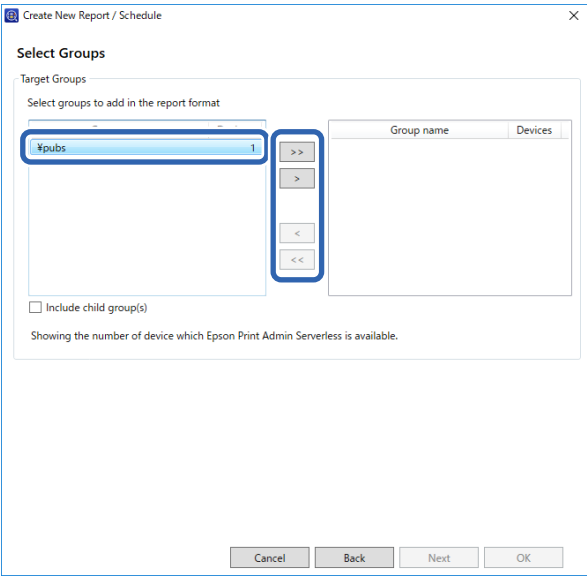 Create New Report / Schedule
Select Groups
Target Groups
Select groups to add in the report format
Group name Devices
¥pubs 1
>>
>
<
<<
Include child group(s)
Showing the number of device which Epson Print Admin Serverless is available.
Cancel Back Next OK